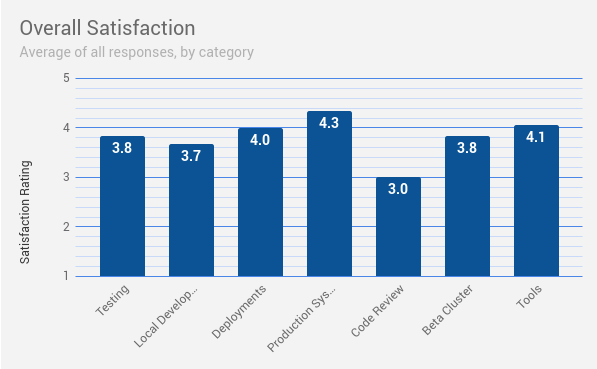 Overall Satisfaction
Average of all responses, by category
Satisfaction Rating
5
4
3
2
1
3.8
3.7
4.0
4.3
3.0
3.8
4.1
Testing
Local Develop...
Deployments
Production Sys...
Code Review
Beta Cluster
Tools